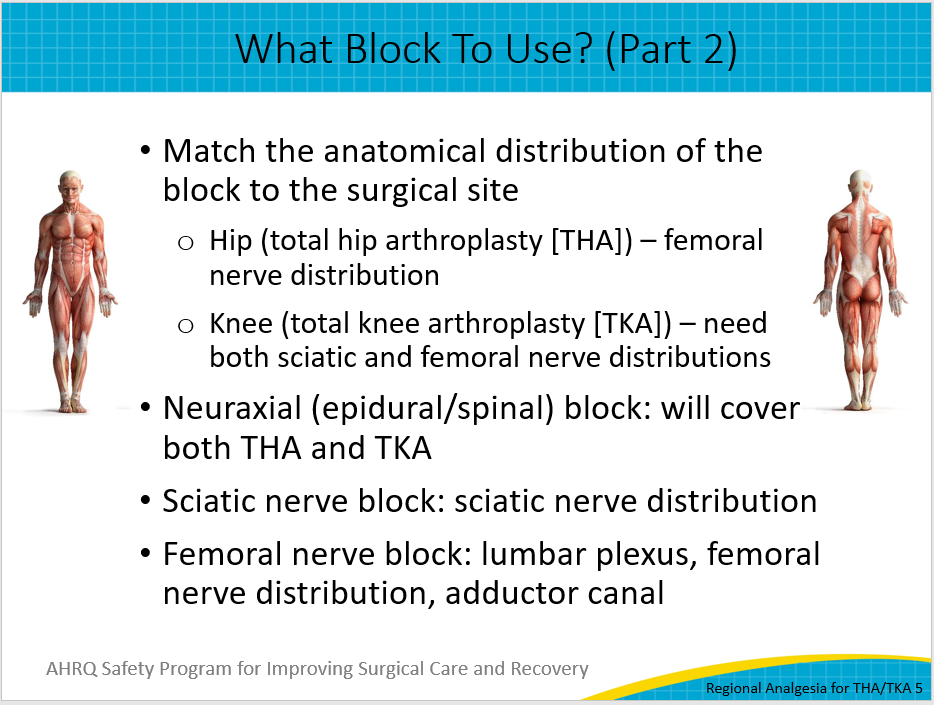 What Block To Use? (Part 2)
• Match the anatomical distribution of the
block to the surgical site
o Hip (total hip arthroplasty [THA]) – femoral
nerve distribution
o Knee (total knee arthroplasty [TKA]) – need
both sciatic and femoral nerve distributions
• Neuraxial (epidural/spinal) block: will cover
both THA and TKA
• Sciatic nerve block: sciatic nerve distribution
• Femoral nerve block: lumbar plexus, femoral
nerve distribution, adductor canal
AHRQ Safety Program for Improving Surgical Care and Recovery
Regional Analgesia for THA/TKA 5